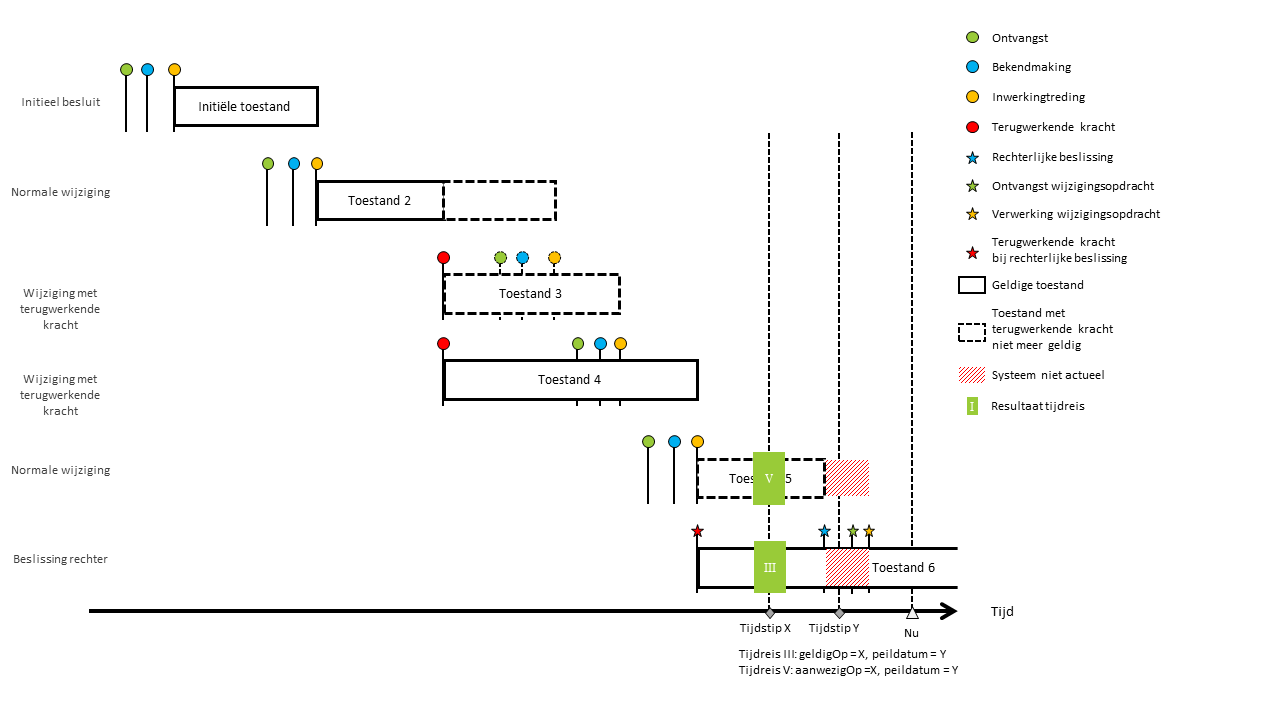 Initieel besluit
Initiële toestand
Normale wijziging
Toestand 2
Wijziging met
terugwerkende
kracht
Toestand 3
Wijziging met
terugwerkende
kracht
Toestand 4
Normale wijziging
V
5
Beslissing rechter
III
Toestand 6
Tijd
Tijdstip X
Tijdstip Y
Nu
Tijdreis III: geldigOp = X, peildatum = Y
Tijdreis V: aanwezigOp =X, peildatum = Y
Ontvangst
Bekendmaking
Inwerkingtreding
Terugwerkende kracht
Rechterlijke beslissing
Ontvangst wijzigingsopdracht
Verwerking wijzigingsopdracht
Terugwerkende kracht
bij rechterlijke beslissing
Geldige toestand
Toestand met
terugwerkende kracht
niet meer geldig
Systeem niet actueel
I
Resultaat tijdreis